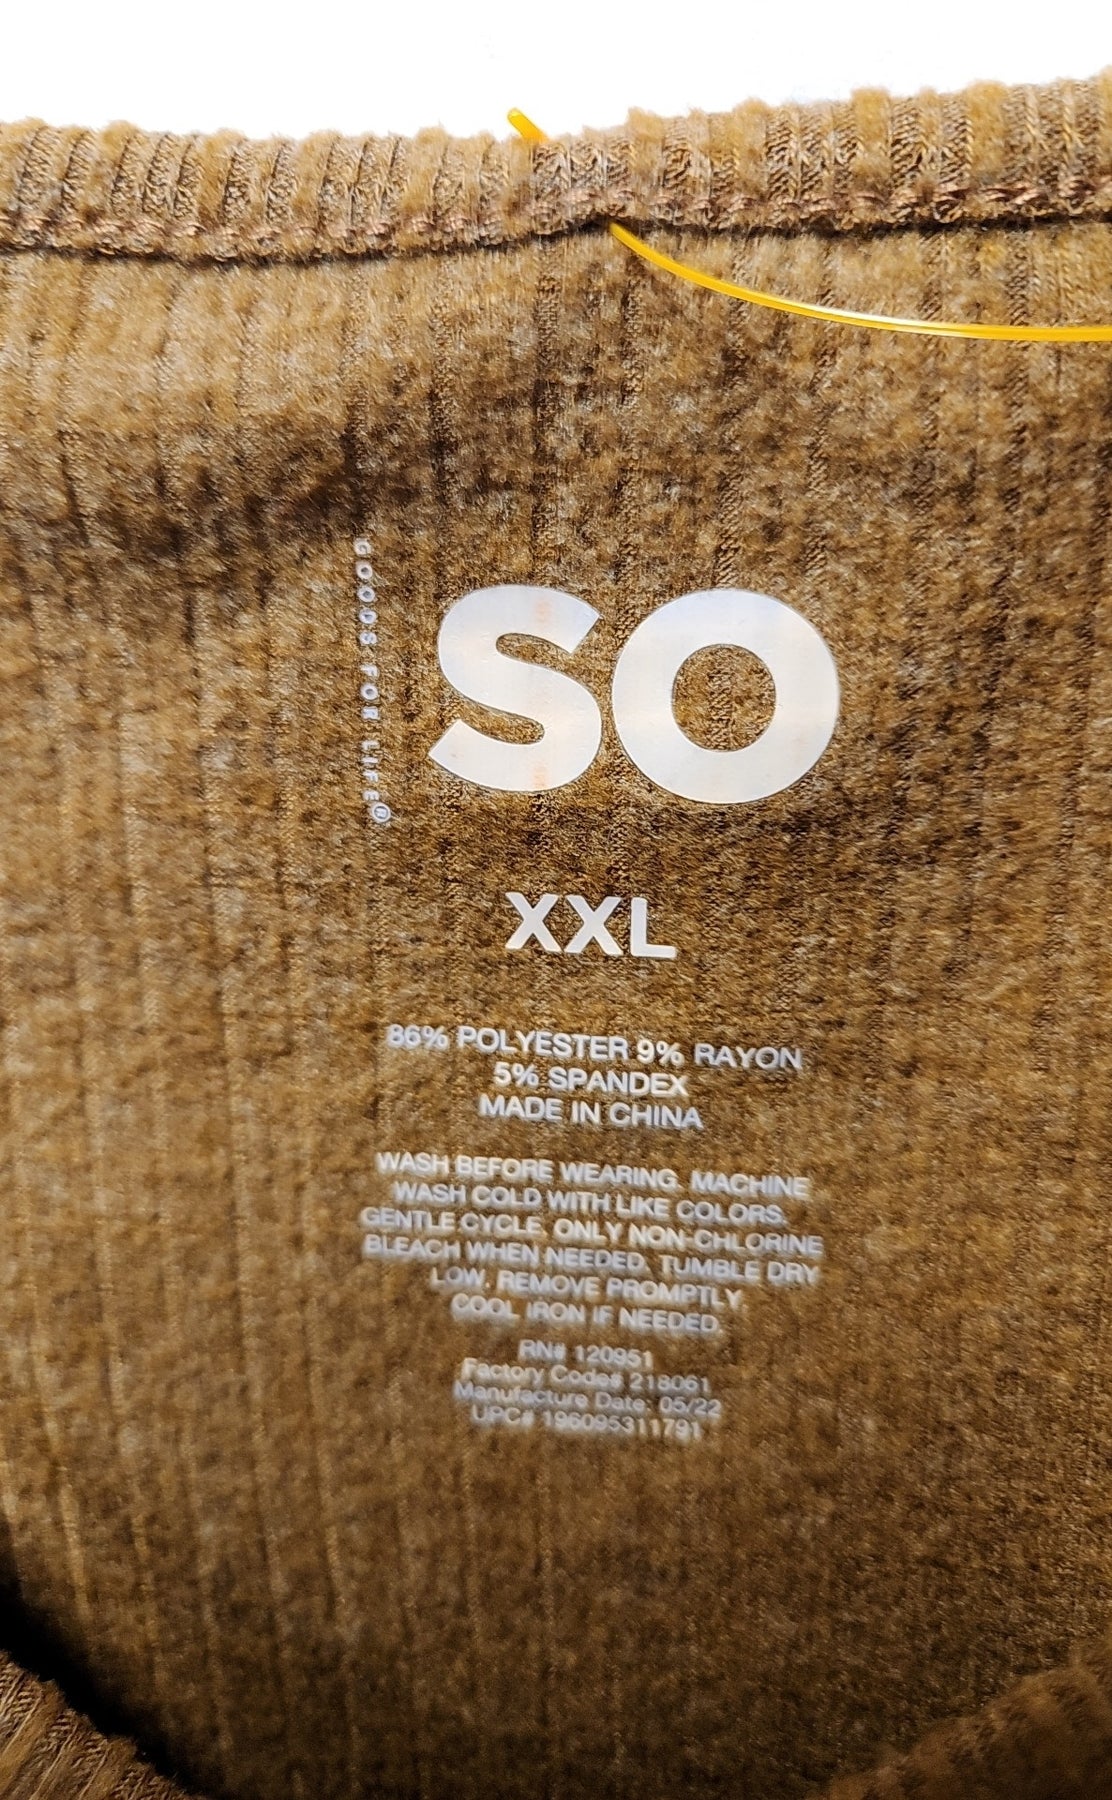 GOODS FOR LIFE®
SO
XXL
86% POLYESTER 9% RAYON
5% SPANDEX
MADE IN CHINA
WASH BEFORE WEARING. MACHINE
WASH COLD WITH LIKE COLORS.
GENTLE CYCLE. ONLY NON-CHLORINE
BLEACH WHEN NEEDED. TUMBLE DRY
LOW. REMOVE PROMPTLY.
COOL IRON IF NEEDED.
RN# 120951
Factory Code# 218061
Manufacture Date: 05/22
UPC# 196095311791